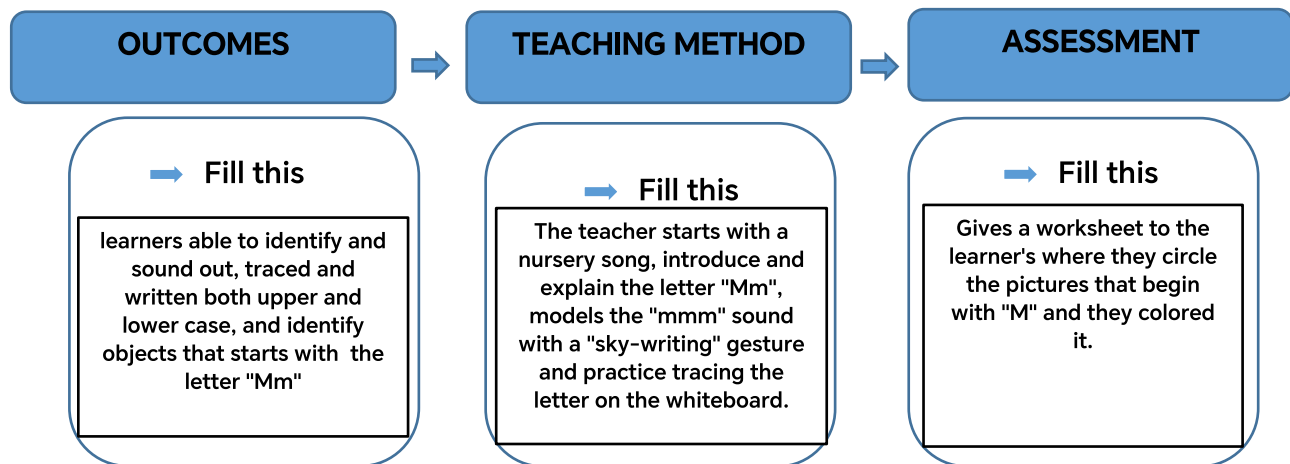 OUTCOMES
TEACHING METHOD
ASSESSMENT
Fill this
learners able to identify and
sound out, traced and
written both upper and
lower case, and identify
objects that starts with the
letter "Mm"
Fill this
The teacher starts with a
nursery song, introduce and
explain the letter "Mm",
models the "mmm" sound
with a "sky-writing" gesture
and practice tracing the
letter on the whiteboard.
Fill this
Gives a worksheet to the
learner's where they circle
the pictures that begin
with "M" and they colored
it.